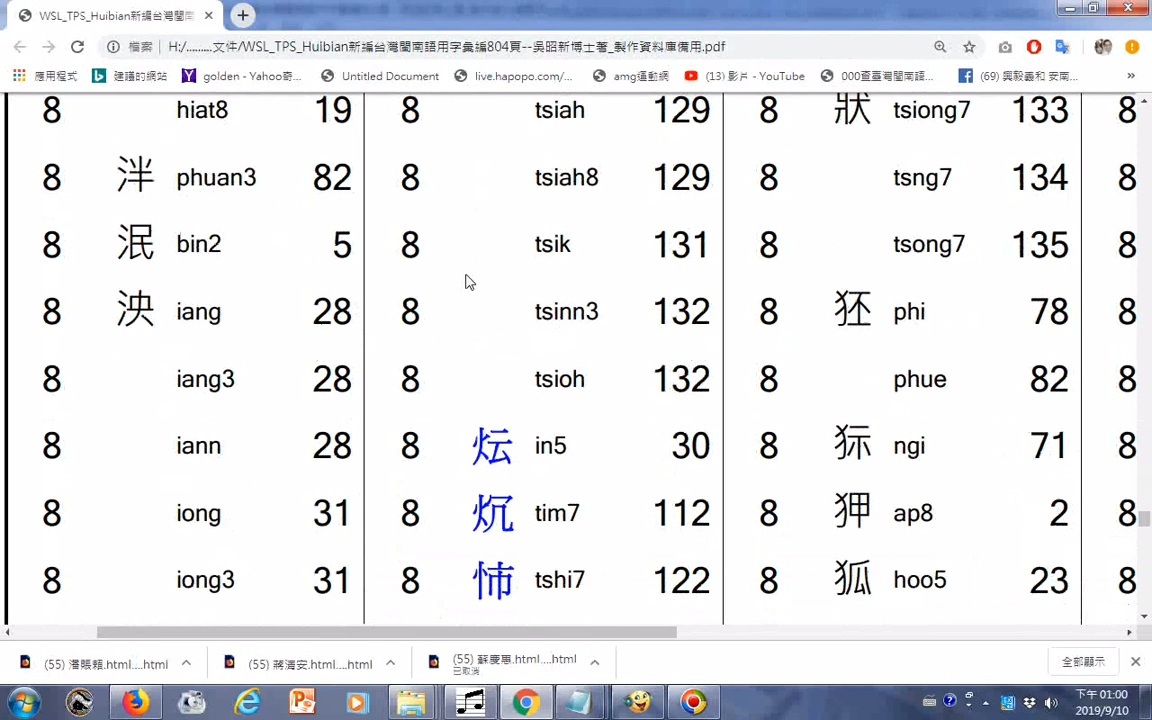 WSL_TPS_Huibian新編台灣閩南
檔案 H:/.........文件/WSL_TPS_Huibian新編台灣閩南語用字彙編804頁--吳昭新博士著_製作資料庫備用.pdf
應用程式 建議的網站 golden - Yahoo奇... Untitled Document live.hapopo.com/... amg運動網 (13) 影片 - YouTube 000查臺灣閩南語... (69) 興毅義和 安南...
8 hiat8 19 8 tsiah 129 8 狀 tsiong7 133 8
8 泮 phuan3 82 8 tsiah8 129 8 tsng7 134 8
8 泯 bin2 5 8 tsik 131 8 tsong7 135 8
8 泱 iang 28 8 tsinn3 132 8 狉 phi 78 8
8 iang3 28 8 tsioh 132 8 phue 82 8
8 iann 28 8 in5 30 8 狋 ngi 71 8
8 iong 31 8 tim7 112 8 狎 ap8 2 8
8 iong3 31 8 tshi7 122 8 狐 hoo5 23 8
(55) 潘賬賴.html....html (55) 蔣渭安.html....html (55) 蘇慶惠.html....html 已取消 全部顯示
下午 01:00
2019/9/10